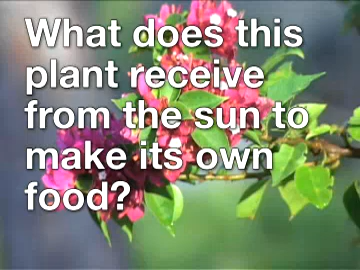 What does this
plant receive
from the sun to
make its own
food?